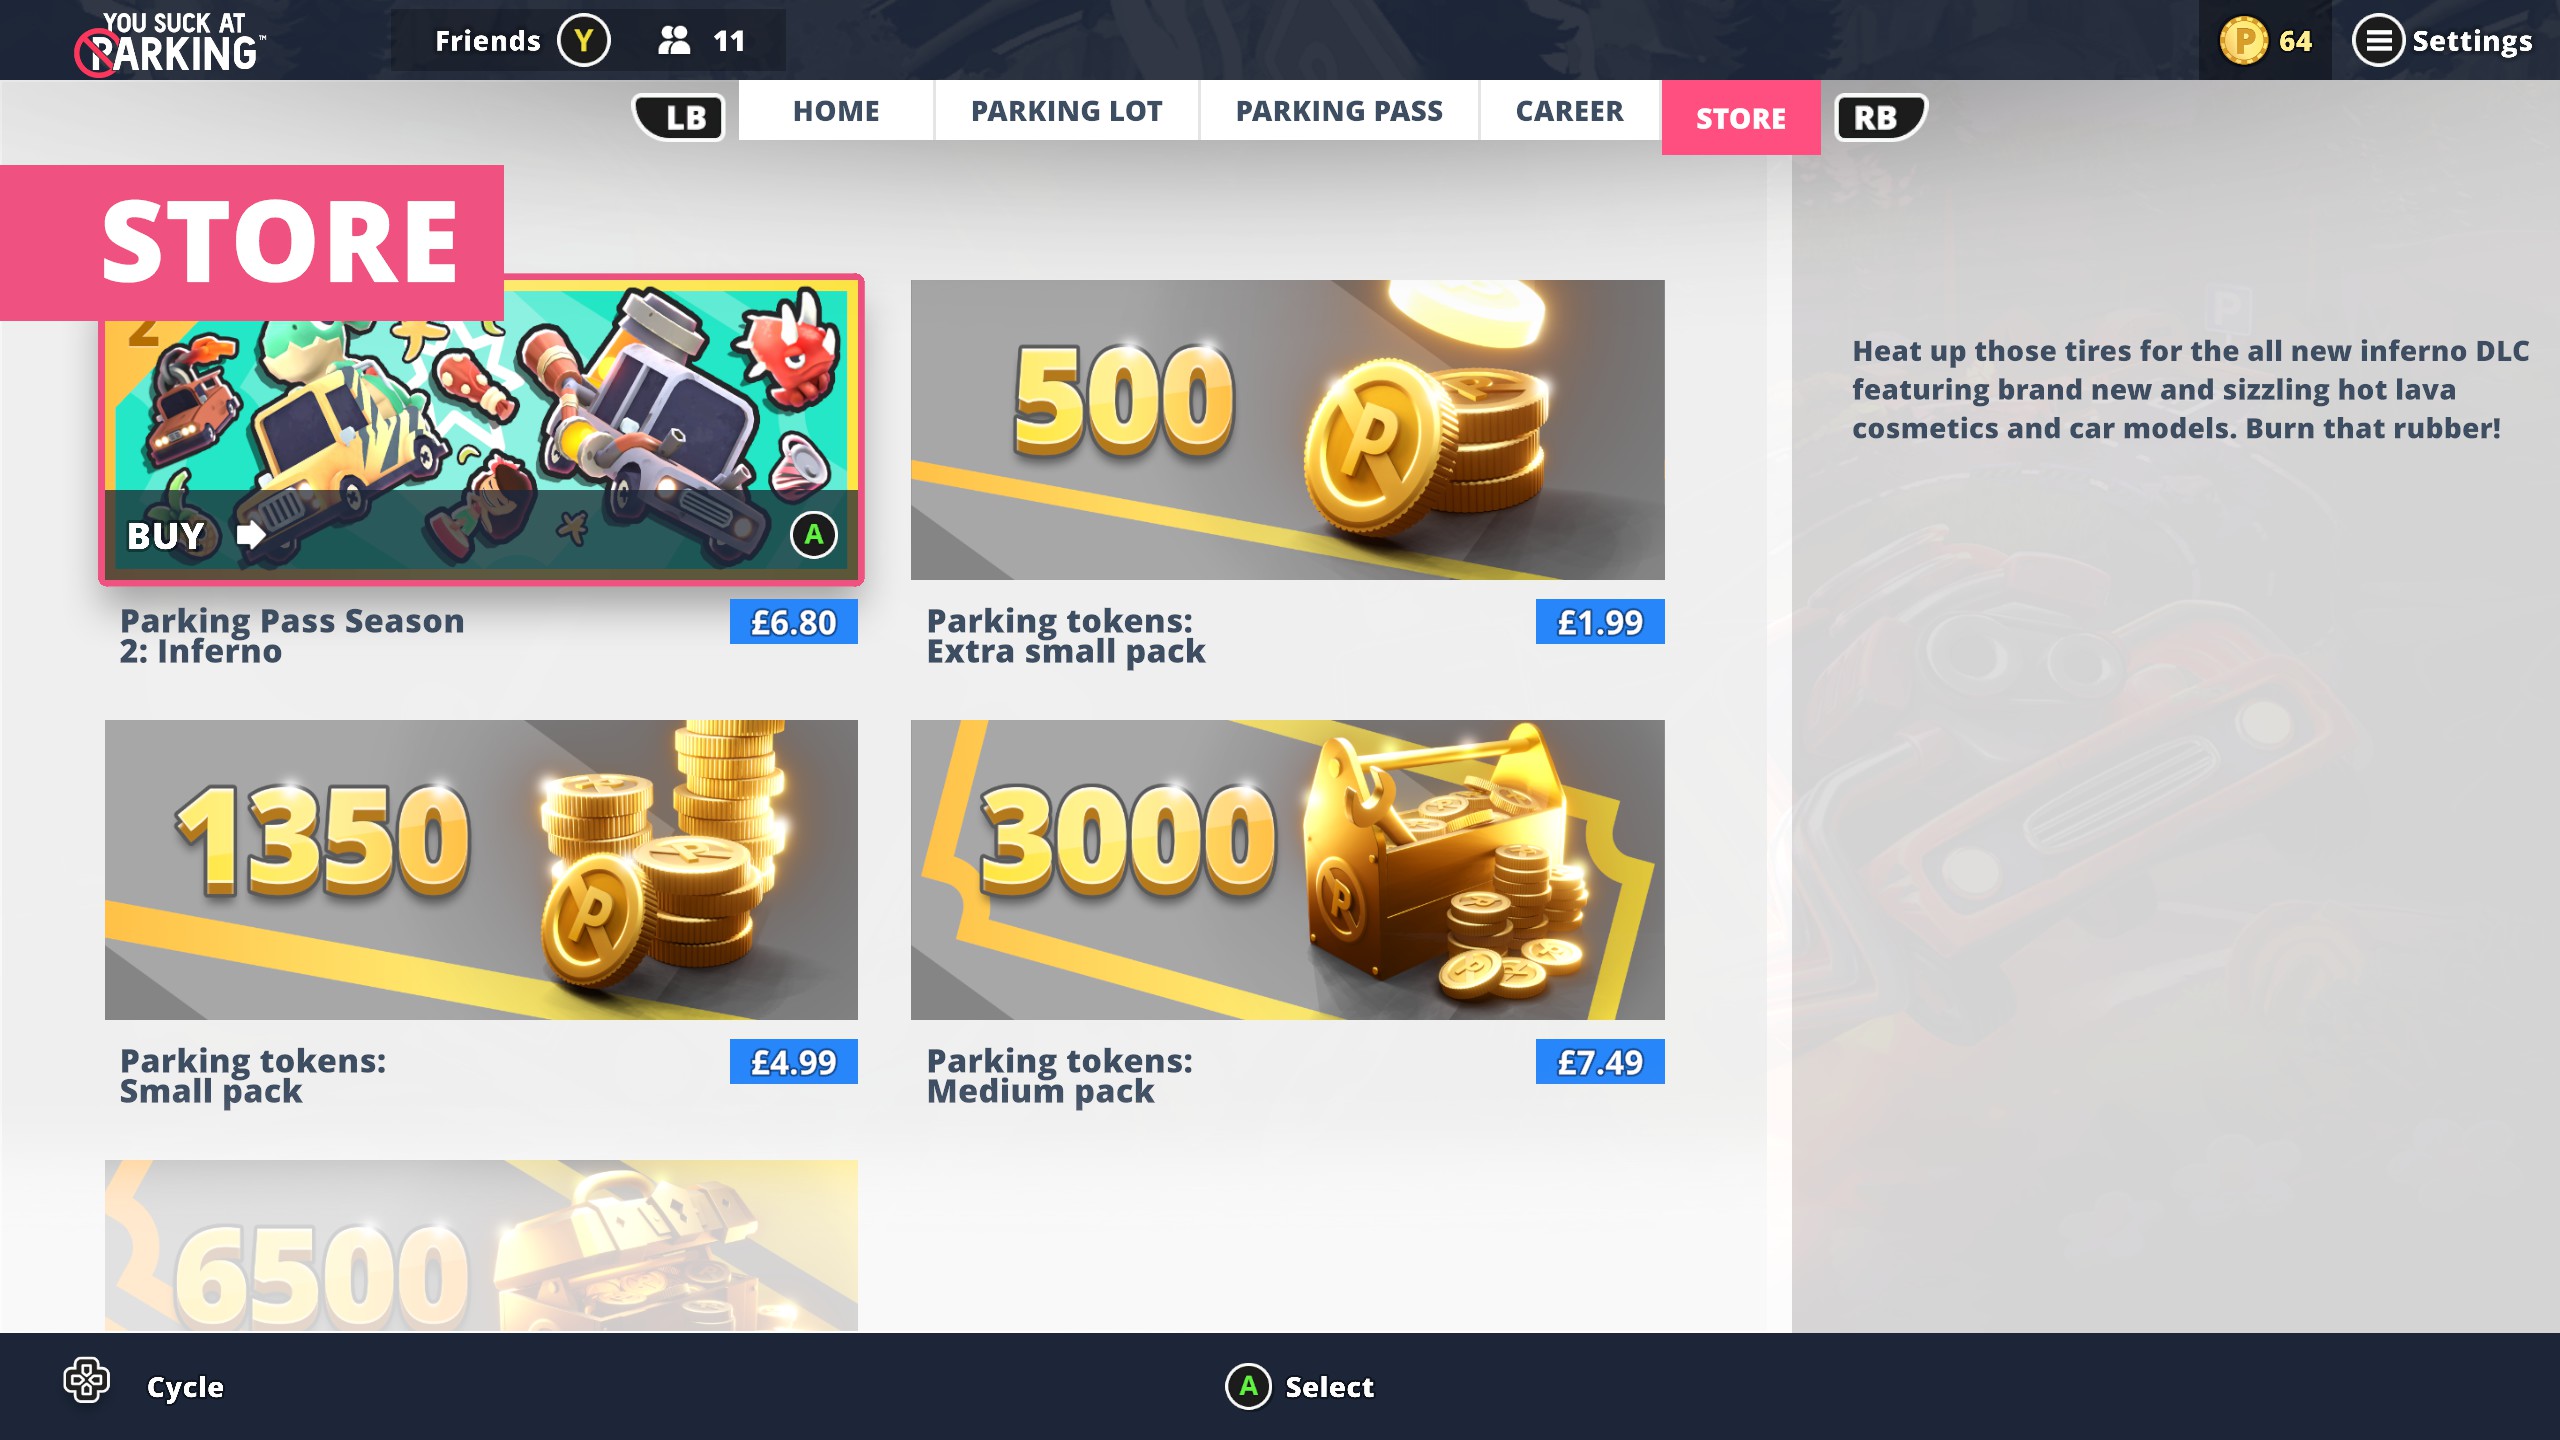 YOU SUCK AT
PARKING™
Friends Y 11
P 64 Settings
LB HOME PARKING LOT PARKING PASS CAREER STORE RB
STORE
2
BUY A
Parking Pass Season
2: Inferno
£6.80
500
P
Parking tokens:
Extra small pack
£1.99
Heat up those tires for the all new inferno DLC
featuring brand new and sizzling hot lava
cosmetics and car models. Burn that rubber!
1350
P
Parking tokens:
Small pack
£4.99
3000
P
Parking tokens:
Medium pack
£7.49
6500
Cycle
A Select